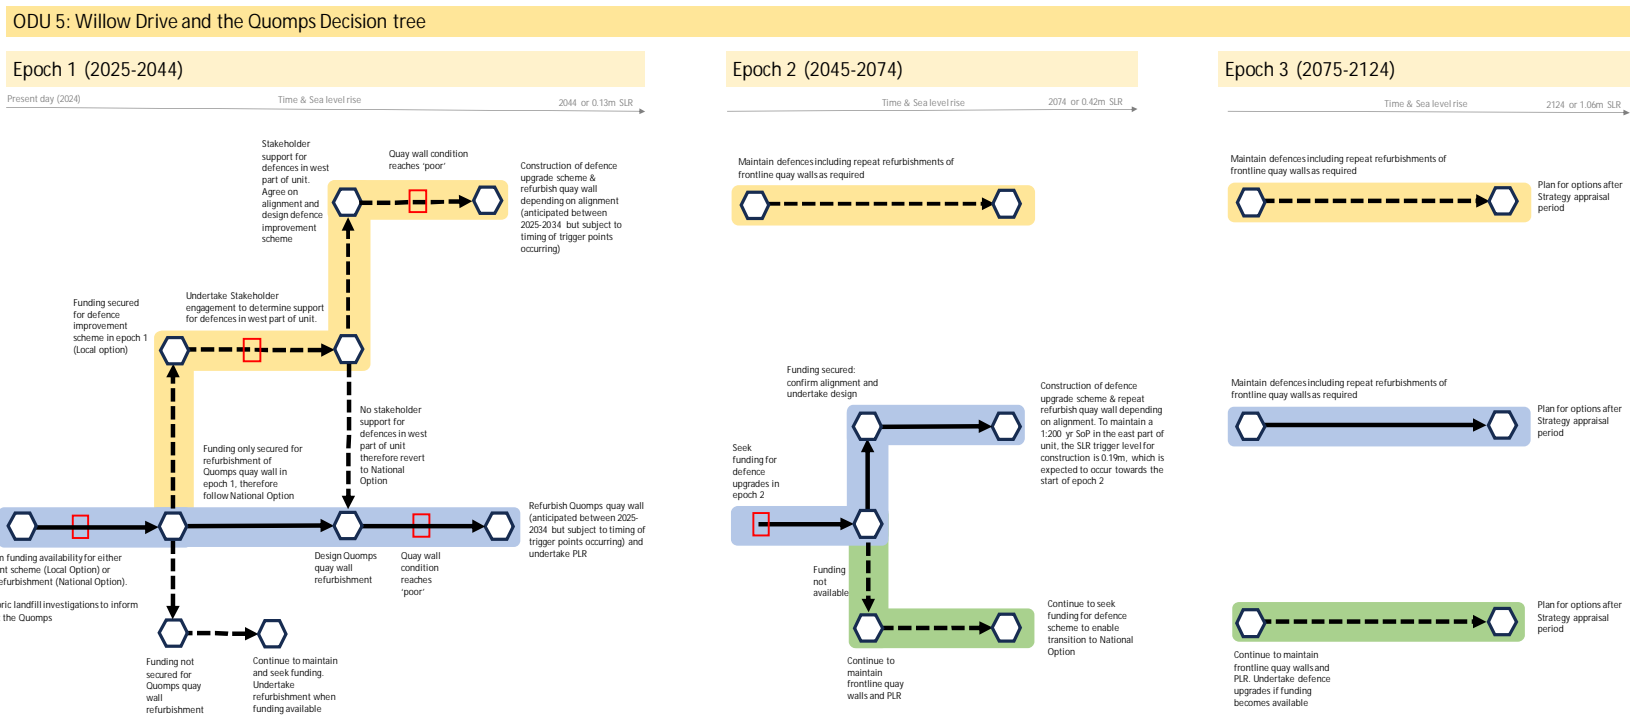 ODU 5: Willow Drive and the Quomps Decision tree
Epoch 1 (2025-2044)
Present day (2024)
Time & Sea level rise
2044 or 0.13m SLR
Stakeholder
support for
defences in west
part of unit.
Agree on
alignment and
design defence
improvement
scheme
Quay wall condition
reaches 'poor'
Construction of defence
upgrade scheme &
refurbish quay wall
depending on alignment
(anticipated between
2025-2034 but subject to
timing of trigger points
occurring)
Funding secured
for defence
improvement
scheme in epoch 1
(Local option)
Undertake Stakeholder
engagement to determine support
for defences in west part of unit.
No stakeholder
support for
defences in west
part of unit
therefore revert
to National
Option
Funding only secured for
refurbishment of
Quomps quay wall in
epoch 1, therefore
follow National Option
Refurbish Quomps quay wall
(anticipated between 2025-
2034 but subject to timing of
trigger points occurring) and
undertake PLR
funding availability for either
scheme (Local Option) or
(National Option).
landfill investigations to inform
the Quomps
Design Quomps
quay wall
refurbishment
Quay wall
condition
reaches
'poor'
Funding not
secured for
Quomps quay
wall
refurbishment
Continue to maintain
and seek funding.
Undertake
refurbishment when
funding available
Epoch 2 (2045-2074)
Time & Sea level rise
2074 or 0.42m SLR
Maintain defences including repeat refurbishments of
frontline quay walls as required
Funding secured:
confirm alignment and
undertake design
Construction of defence
upgrade scheme & repeat
refurbish quay wall depending
on alignment. To maintain a
1:200 yr SoP in the east part of
unit, the SLR trigger level for
construction is 0.19m, which is
expected to occur towards the
start of epoch 2
Seek
funding for
defence
upgrades in
epoch 2
Funding
not
available
Continue to
maintain
frontline quay
walls and PLR
Continue to seek
funding for defence
scheme to enable
transition to National
Option
Epoch 3 (2075-2124)
Time & Sea level rise
2124 or 1.06m SLR
Maintain defences including repeat refurbishments of
frontline quay walls as required
Plan for options after
Strategy appraisal
period
Maintain defences including repeat refurbishments of
frontline quay walls as required
Plan for options after
Strategy appraisal
period
Plan for options after
Strategy appraisal
period
Continue to maintain
frontline quay walls and
PLR. Undertake defence
upgrades if funding
becomes available